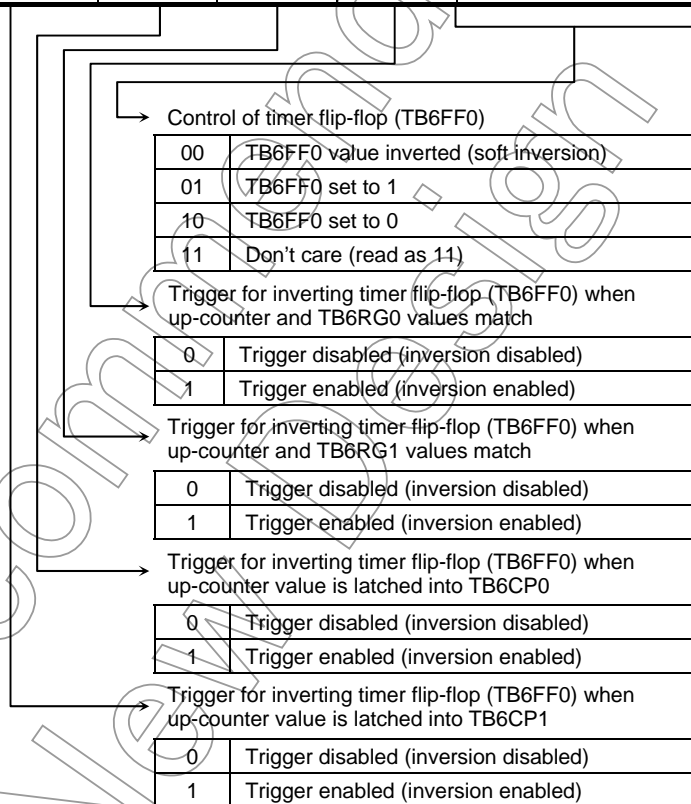 Control of timer flip-flop (TB6FF0)
00 TB6FF0 value inverted (soft inversion)
01 TB6FF0 set to 1
10 TB6FF0 set to 0
11 Don't care (read as 11)
Trigger for inverting timer flip-flop (TB6FF0) when
up-counter and TB6RG0 values match
0 Trigger disabled (inversion disabled)
1 Trigger enabled (inversion enabled)
Trigger for inverting timer flip-flop (TB6FF0) when
up-counter and TB6RG1 values match
0 Trigger disabled (inversion disabled)
1 Trigger enabled (inversion enabled)
Trigger for inverting timer flip-flop (TB6FF0) when
up-counter value is latched into TB6CP0
0 Trigger disabled (inversion disabled)
1 Trigger enabled (inversion enabled)
Trigger for inverting timer flip-flop (TB6FF0) when
up-counter value is latched into TB6CP1
0 Trigger disabled (inversion disabled)
1 Trigger enabled (inversion enabled)